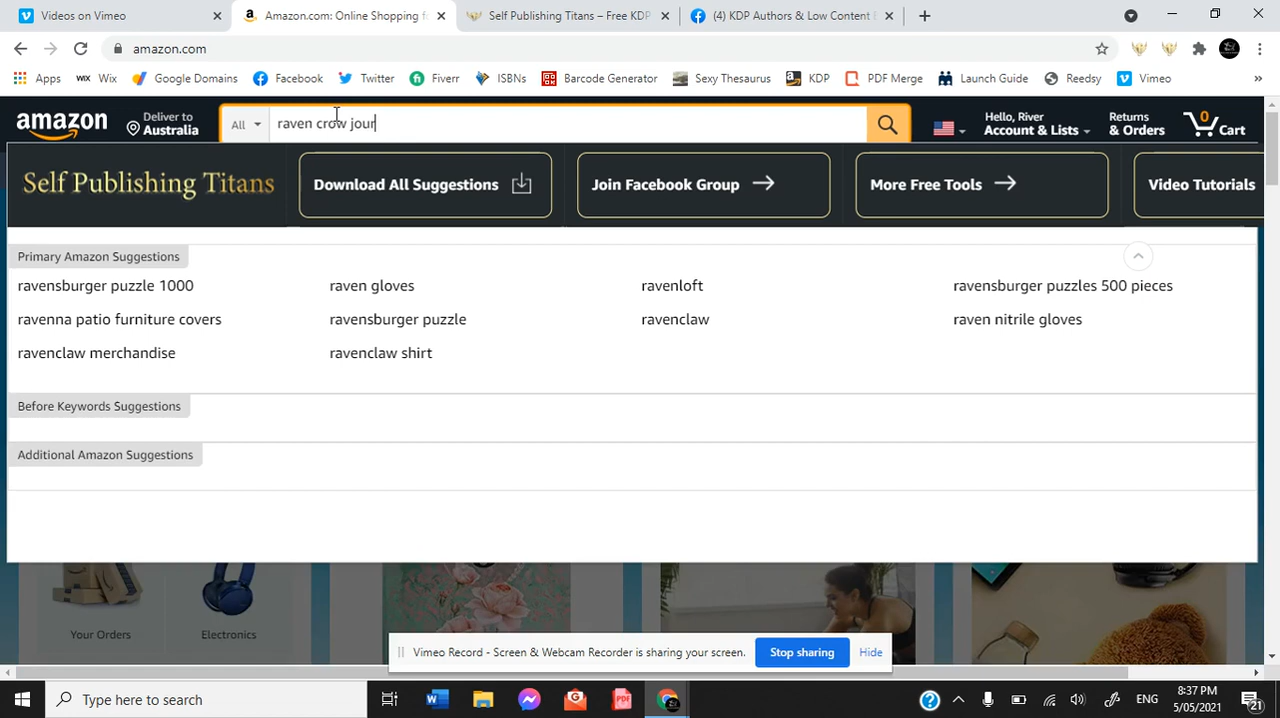 Videos on Vimeo
Amazon.com: Online Shopping f
Self Publishing Titans – Free KDP
(4) KDP Authors & Low Content &
amazon.com
Apps
Wix
Google Domains
Facebook
Twitter
Fiverr
ISBNs
Barcode Generator
Sexy Thesaurus
KDP
PDF Merge
Launch Guide
Reedsy
Vimeo
»
amazon
Deliver to
Australia
All
raven crow jour
Hello, River
Account & Lists
Returns
& Orders
0
Cart
Self Publishing Titans
Download All Suggestions
Join Facebook Group
More Free Tools
Video Tutorials
Primary Amazon Suggestions
ravensburger puzzle 1000
raven gloves
ravenloft
ravensburger puzzles 500 pieces
ravenna patio furniture covers
ravensburger puzzle
ravenclaw
raven nitrile gloves
ravenclaw merchandise
ravenclaw shirt
Before Keywords Suggestions
Additional Amazon Suggestions
Your Orders
Electronics
Vimeo Record - Screen & Webcam Recorder is sharing your screen.
Stop sharing
Hide
Type here to search
ENG
8:37 PM
5/05/2021
21